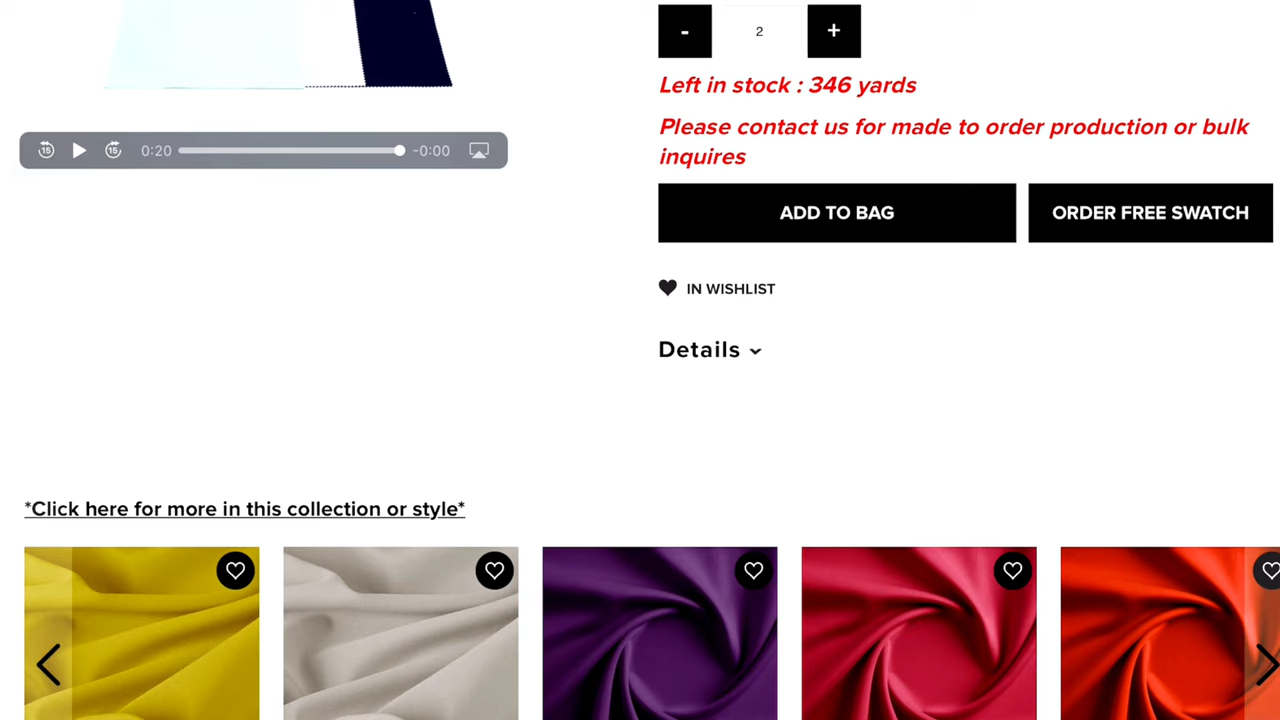 - 2 +
Left in stock : 346 yards
Please contact us for made to order production or bulk
inquires
15 15 0:20 -0:00
ADD TO BAG ORDER FREE SWATCH
IN WISHLIST
Details
*Click here for more in this collection or style*